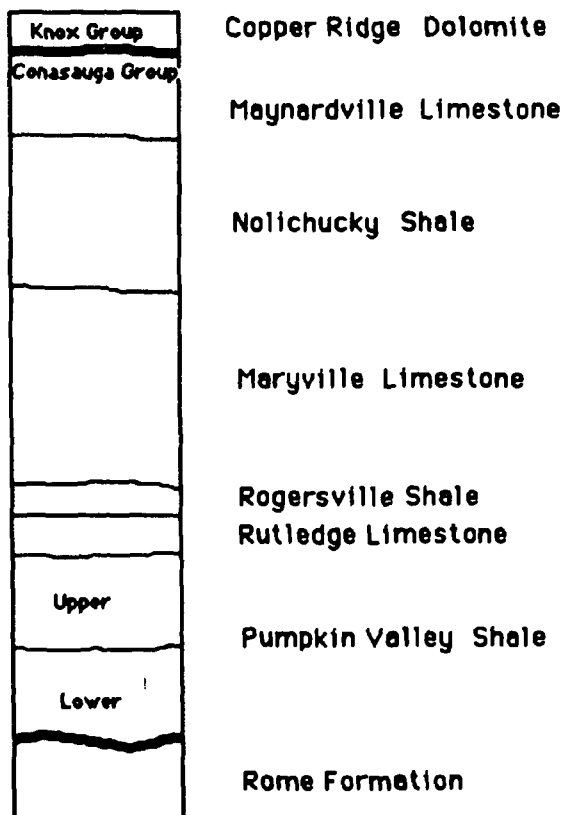 Knox Group
Copper Ridge Dolomite
Conasauga Group
Maynardville Limestone
Nolichucky Shale
Maryville Limestone
Rogersville Shale
Rutledge Limestone
Upper
Pumpkin Valley Shale
Lower
Rome Formation